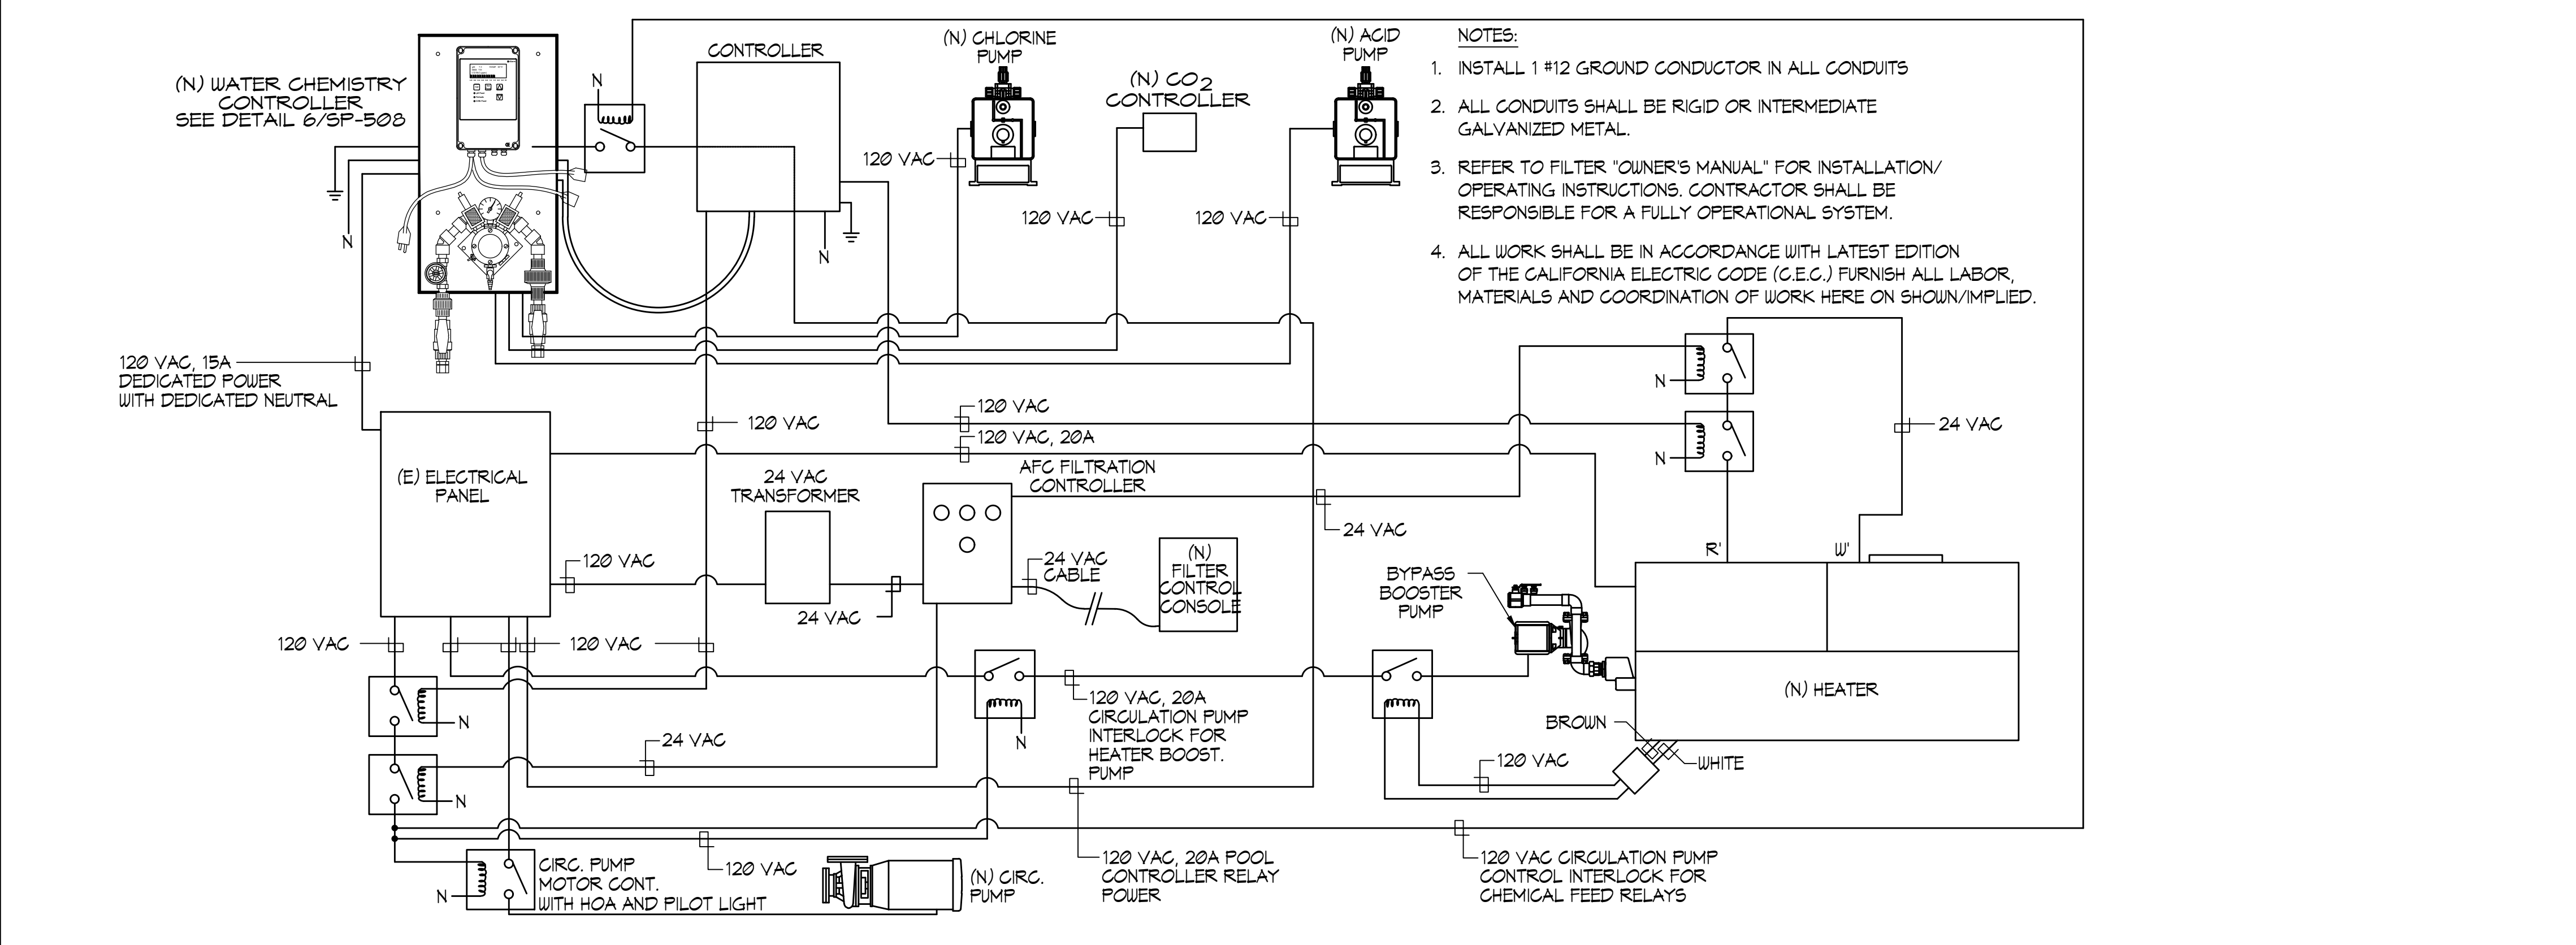 (N) WATER CHEMISTRY
CONTROLLER
SEE DETAIL 6/SP-508
N
CONTROLLER
(N) CHLORINE
PUMP
(N) CO2
CONTROLLER
(N) ACID
PUMP
NOTES:
1. INSTALL 1 #12 GROUND CONDUCTOR IN ALL CONDUITS
2. ALL CONDUITS SHALL BE RIGID OR INTERMEDIATE
GALVANIZED METAL.
3. REFER TO FILTER "OWNER'S MANUAL" FOR INSTALLATION/
OPERATING INSTRUCTIONS. CONTRACTOR SHALL BE
RESPONSIBLE FOR A FULLY OPERATIONAL SYSTEM.
4. ALL WORK SHALL BE IN ACCORDANCE WITH LATEST EDITION
OF THE CALIFORNIA ELECTRIC CODE (C.E.C.) FURNISH ALL LABOR,
MATERIALS AND COORDINATION OF WORK HERE ON SHOWN/IMPLIED.
120 VAC
120 VAC
120 VAC
N
N
120 VAC, 15A
DEDICATED POWER
WITH DEDICATED NEUTRAL
N
N
24 VAC
120 VAC
120 VAC
120 VAC, 20A
(E) ELECTRICAL
PANEL
24 VAC
TRANSFORMER
AFC FILTRATION
CONTROLLER
24 VAC
120 VAC
24 VAC
24 VAC
CABLE
(N)
FILTER
CONTROL
CONSOLE
R'
W'
BYPASS
BOOSTER
PUMP
120 VAC
120 VAC
(N) HEATER
N
N
120 VAC, 20A
CIRCULATION PUMP
INTERLOCK FOR
HEATER BOOST.
PUMP
BROWN
WHITE
24 VAC
120 VAC
N
120 VAC
CIRC. PUMP
MOTOR CONT.
WITH HOA AND PILOT LIGHT
N
(N) CIRC.
PUMP
120 VAC, 20A POOL
CONTROLLER RELAY
POWER
120 VAC CIRCULATION PUMP
CONTROL INTERLOCK FOR
CHEMICAL FEED RELAYS